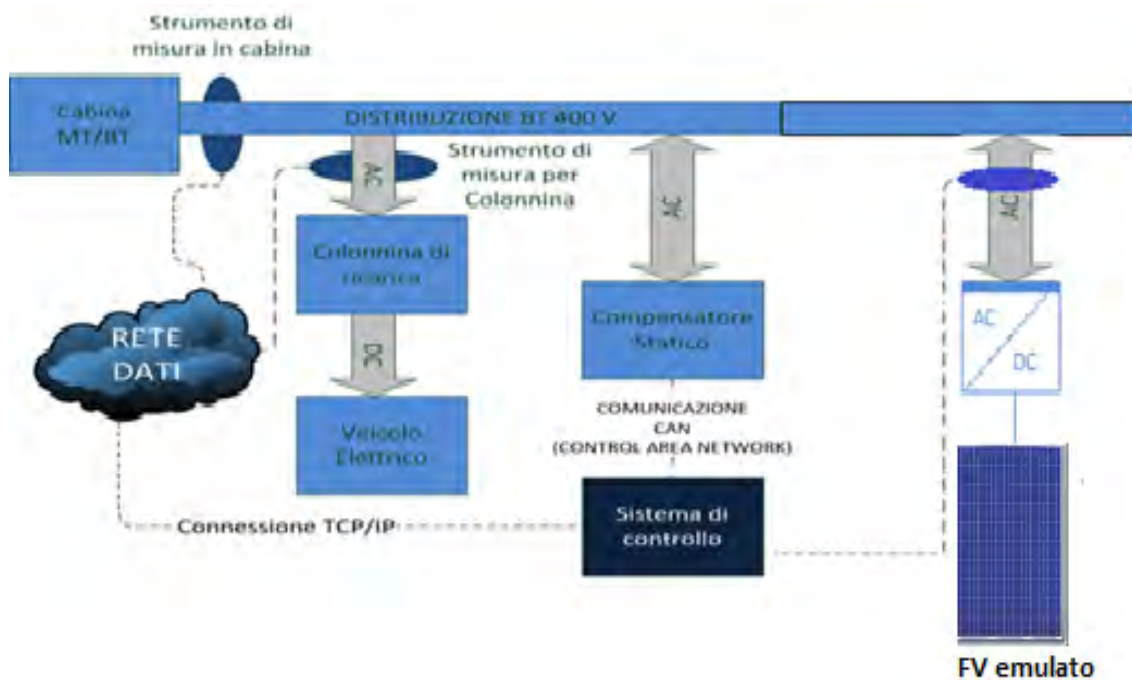 Strumento di
misura in cabina
Cabina
MT/BT
DISTRIBUZIONE BT 400 V
AC
Strumento di
misura per
Colonnina
AC
AC
Colonnina di
ricarica
RETE
DATI
DC
Compensatore
Statico
AC
DC
COMUNICAZIONE
CAN
(CONTROL AREA NETWORK)
Veicolo
Elettrico
Connessione TCP/IP
Sistema di
controllo
FV emulato